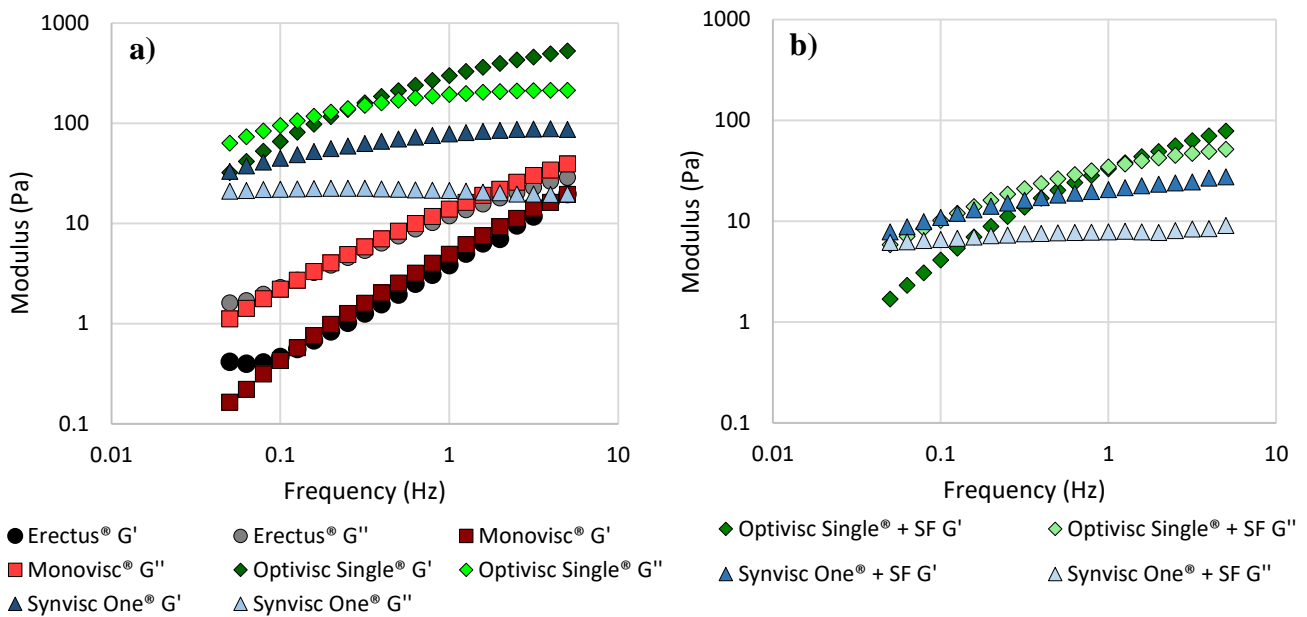 a)
1000
100
10
1
0.1
Modulus (Pa)
0.01 0.1 1 10
Frequency (Hz)
Erectus® G' Erectus® G'' Monovisc® G'
Monovisc® G'' Optivisc Single® G' Optivisc Single® G''
Synvisc One® G' Synvisc One® G''
b)
1000
100
10
1
0.1
Modulus (Pa)
0.01 0.1 1 10
Frequency (Hz)
Optivisc Single® + SF G' Optivisc Single® + SF G''
Synvisc One® + SF G' Synvisc One® + SF G''